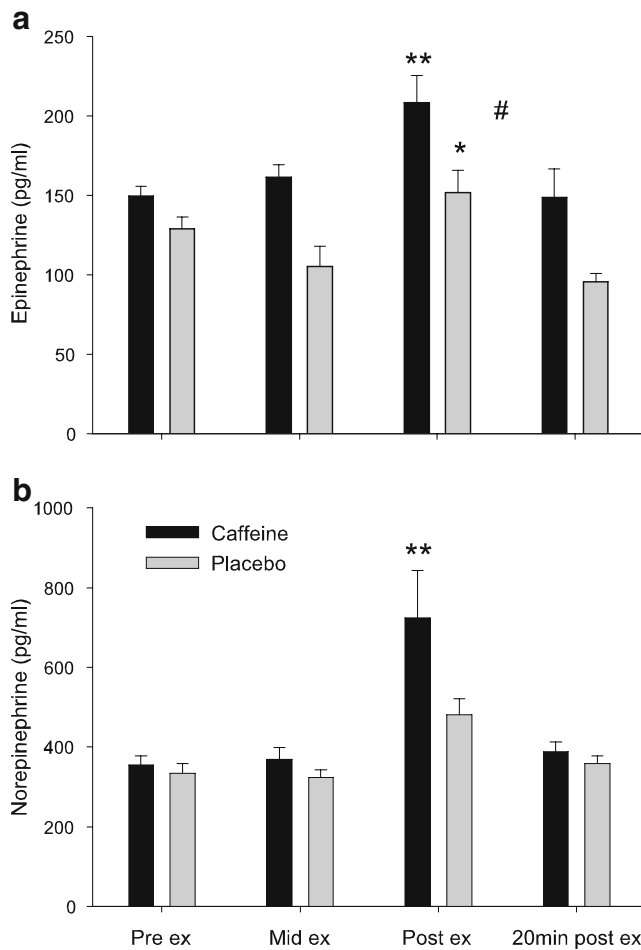 a
Epinephrine (pg/ml)
250
200
150
100
50
0
**
*
#
b
Norepinephrine (pg/ml)
1000
800
600
400
200
0
Caffeine
Placebo
**
Pre ex Mid ex Post ex 20min post ex